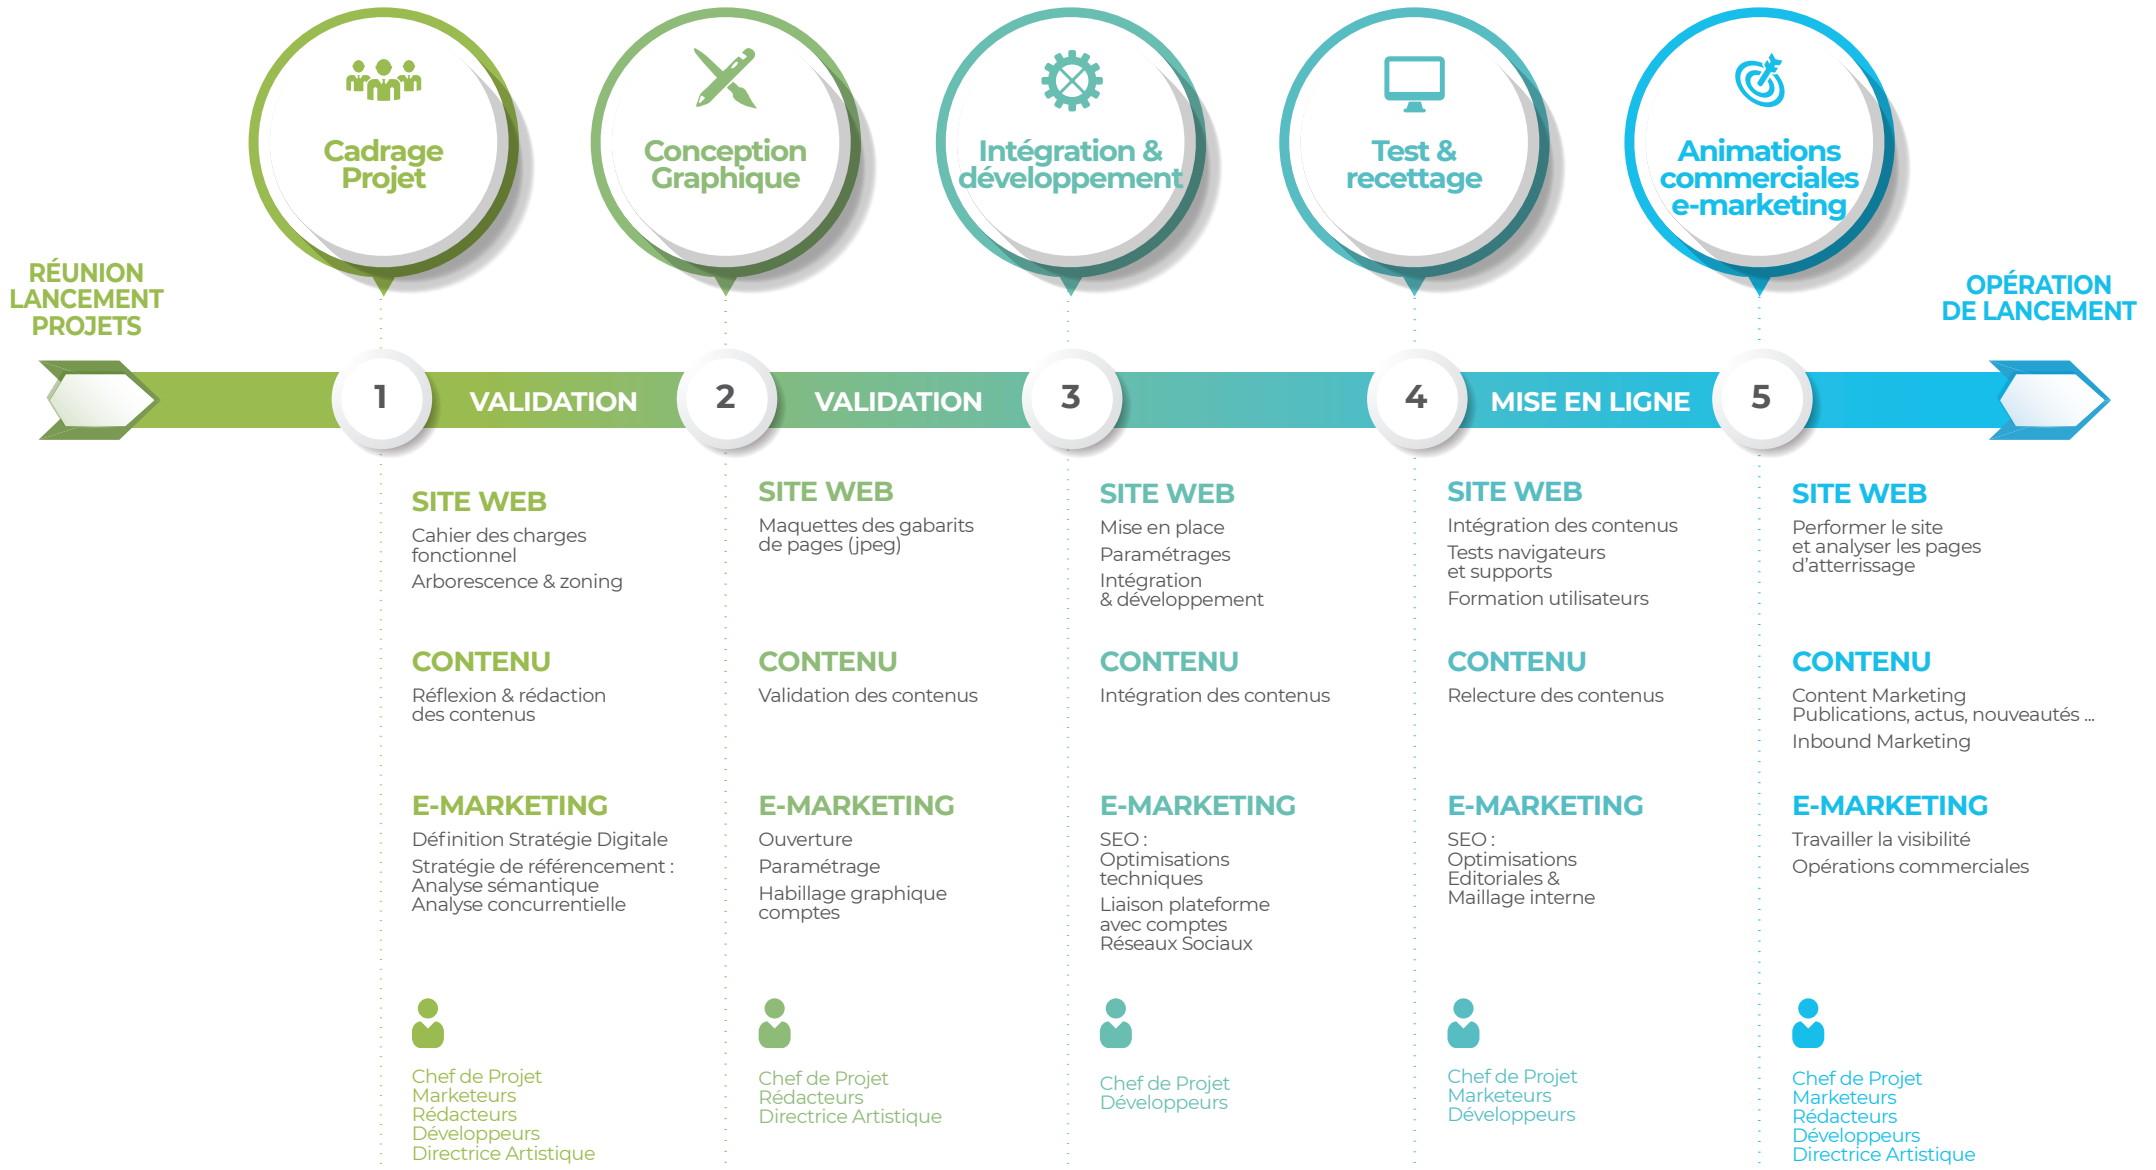 Cadrage
Projet
Conception
Graphique
Intégration &
développement
Test &
recettage
Animations
commerciales
e-marketing
RÉUNION
LANCEMENT
PROJETS
OPÉRATION
DE LANCEMENT
1
VALIDATION
2
VALIDATION
3
4
MISE EN LIGNE
5
SITE WEB
Cahier des charges
fonctionnel
Arborescence & zoning
CONTENU
Réflexion & rédaction
des contenus
E-MARKETING
Définition Stratégie Digitale
Stratégie de référencement :
Analyse sémantique
Analyse concurrentielle
Chef de Projet
Marketeurs
Rédacteurs
Développeurs
Directrice Artistique
SITE WEB
Maquettes des gabarits
de pages (jpeg)
CONTENU
Validation des contenus
E-MARKETING
Ouverture
Paramétrage
Habillage graphique
comptes
Chef de Projet
Rédacteurs
Directrice Artistique
SITE WEB
Mise en place
Paramétrages
Intégration
& développement
CONTENU
Intégration des contenus
E-MARKETING
SEO :
Optimisations
techniques
Liaison plateforme
avec comptes
Réseaux Sociaux
Chef de Projet
Développeurs
SITE WEB
Intégration des contenus
Tests navigateurs
et supports
Formation utilisateurs
CONTENU
Relecture des contenus
E-MARKETING
SEO :
Optimisations
Editoriales &
Maillage interne
Chef de Projet
Marketeurs
Développeurs
SITE WEB
Performer le site
et analyser les pages
d'atterrissage
CONTENU
Content Marketing
Publications, actus, nouveautés ...
Inbound Marketing
E-MARKETING
Travailler la visibilité
Opérations commerciales
Chef de Projet
Marketeurs
Rédacteurs
Développeurs
Directrice Artistique